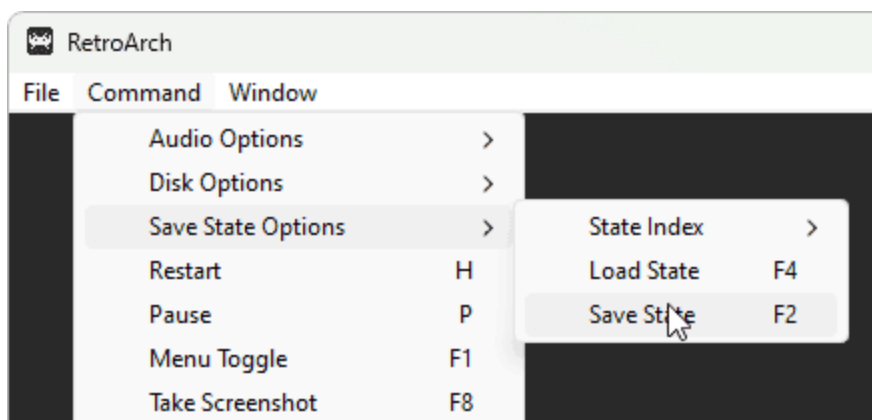 RetroArch
File Command Window
Audio Options
Disk Options
Save State Options
Restart H
Pause P
Menu Toggle F1
Take Screenshot F8
State Index
Load State F4
Save State F2